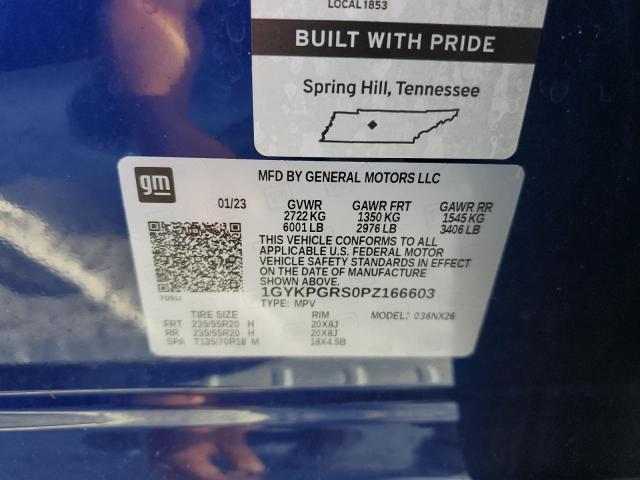 LOCAL 1853
BUILT WITH PRIDE
Spring Hill, Tennessee
gm
MFD BY GENERAL MOTORS LLC
01/23 GVWR GAWR FRT GAWR RR
2722 KG 1350 KG 1545 KG
6001 LB 2976 LB 3406 LB
THIS VEHICLE CONFORMS TO ALL
APPLICABLE U.S. FEDERAL MOTOR
VEHICLE SAFETY STANDARDS IN EFFECT
ON THE DATE OF MANUFACTURE
SHOWN ABOVE.
1GYKPGRS0PZ166603
705U TYPE: MPV
TIRE SIZE RIM MODEL: 036NX26
FRT 235/55R20 H 20X8J
RR 235/55R20 H 20X8J
SPA T135/70R18 M 18X4.5B